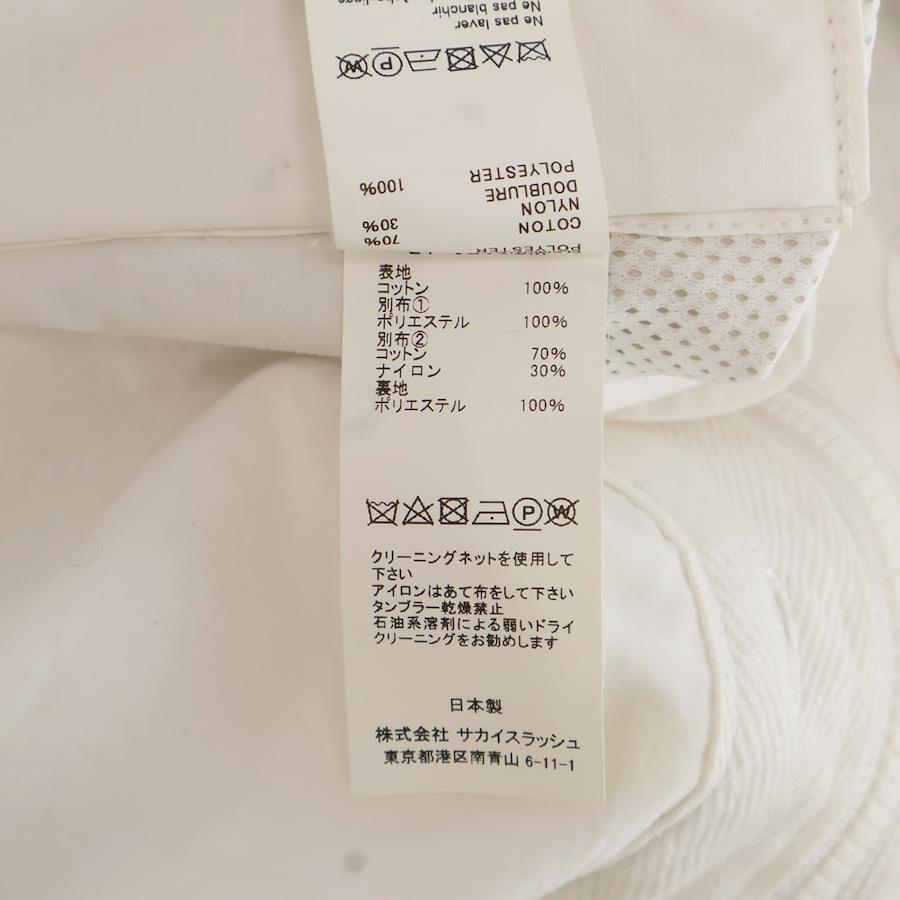 Ne pas laver
Ne pas blanchir
POLYESTER 100%
DOUBLURE
NYLON 30%
COTON 70%
POLYESTER
表地
コットン 100%
別布①
ポリエステル 100%
別布②
コットン 70%
ナイロン 30%
裏地
ポリエステル 100%
P W
クリーニングネットを使用して
下さい
アイロンはあて布をして下さい
タンブラー乾燥禁止
石油系溶剤による弱いドライ
クリーニングをお勧めします
日本製
株式会社 サカイスラッシュ
東京都港区南青山 6-11-1